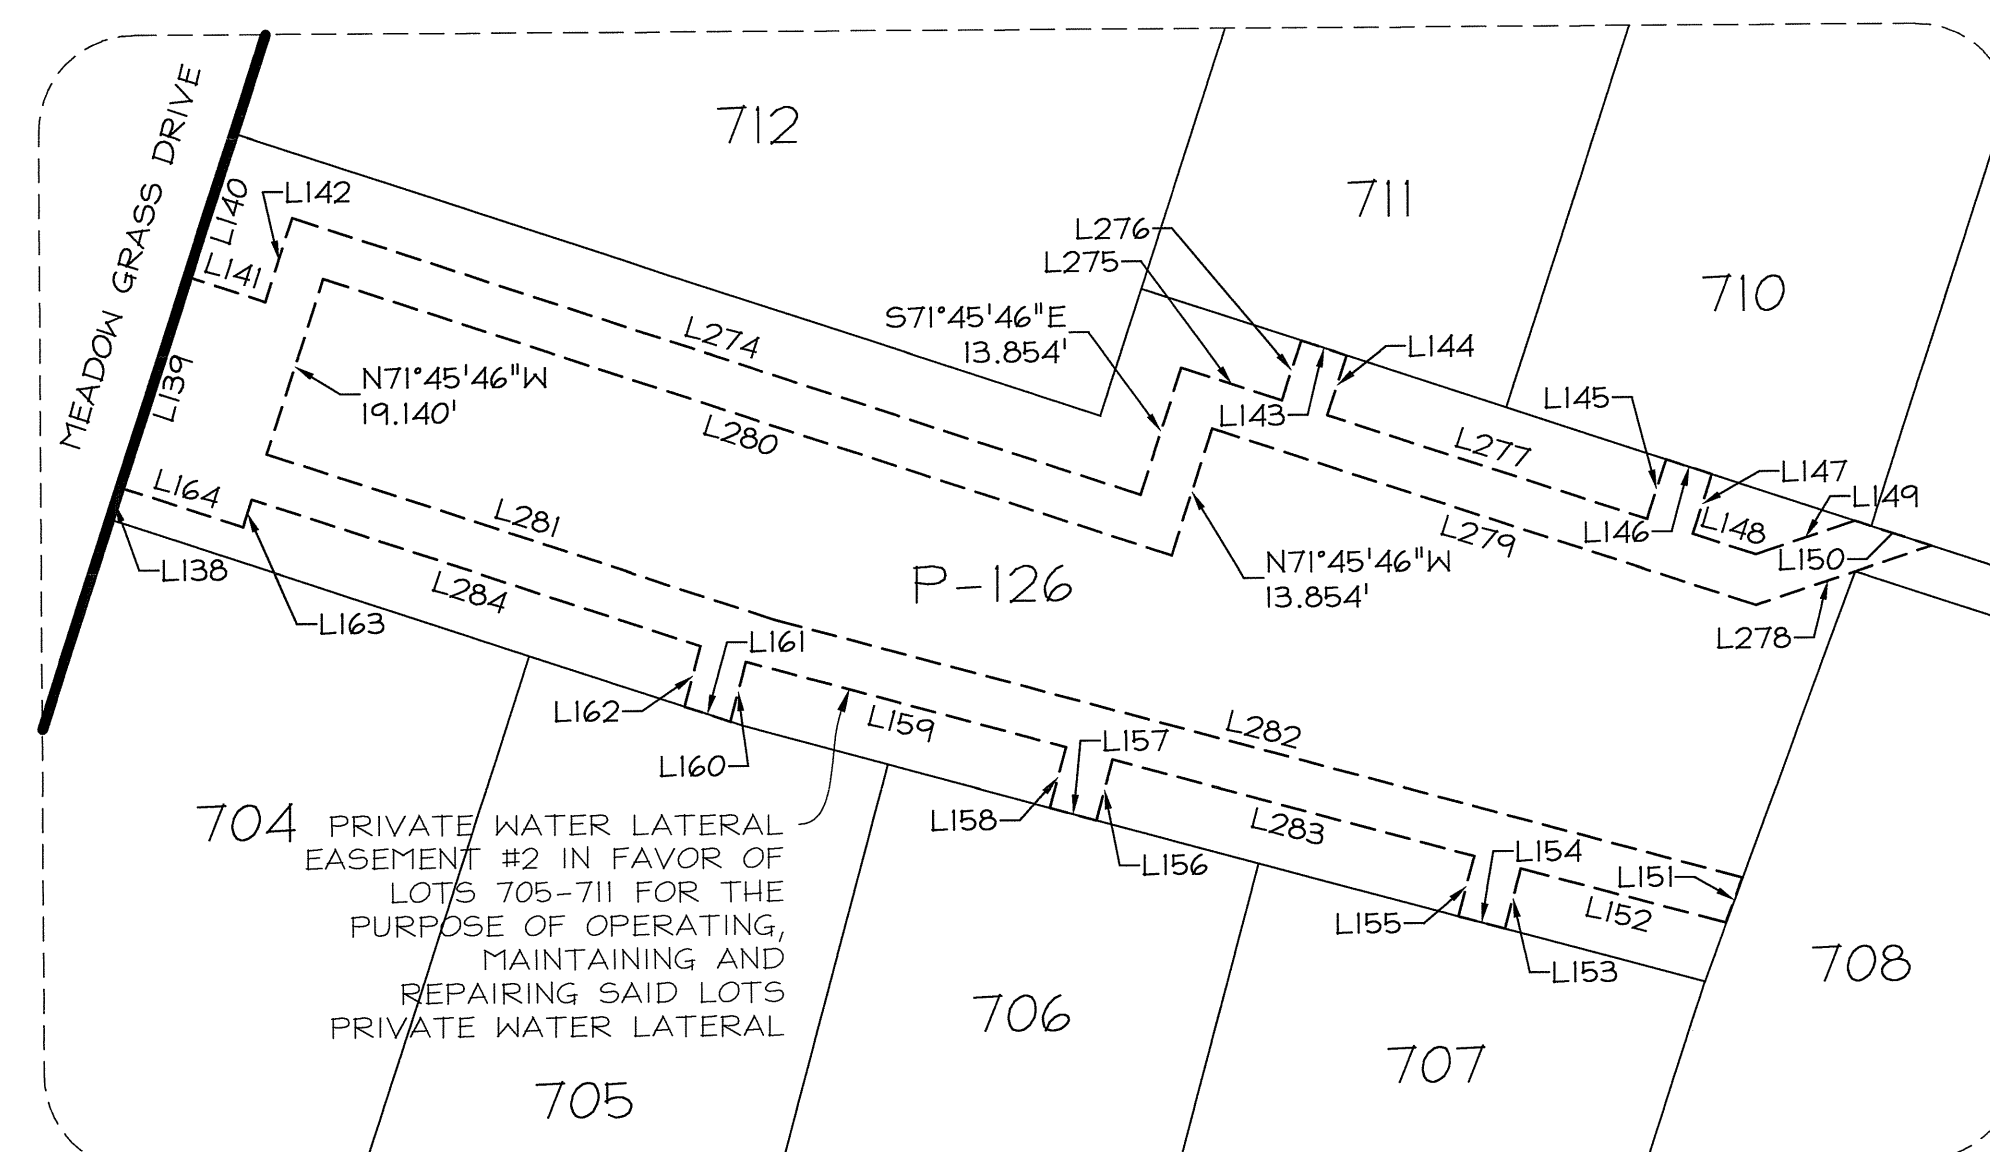 712
711
710
MEADOW GRASS DRIVE
L140
L142
L141
L139
L276
L275
S71°45'46"E
13.854'
L274
N71°45'46"W
19.140'
L280
L143
L144
L145
L277
L147
L149
L148
L146
L150
L279
L278
L164
L281
L138
L163
L284
P-126
N71°45'46"W
13.854'
L161
L162
L159
L160
L282
L157
L158
L156
L283
L154
L151
L152
L155
L153
704
PRIVATE WATER LATERAL
EASEMENT #2 IN FAVOR OF
LOTS 705-711 FOR THE
PURPOSE OF OPERATING,
MAINTAINING AND
REPAIRING SAID LOTS
PRIVATE WATER LATERAL
708
706
707
705